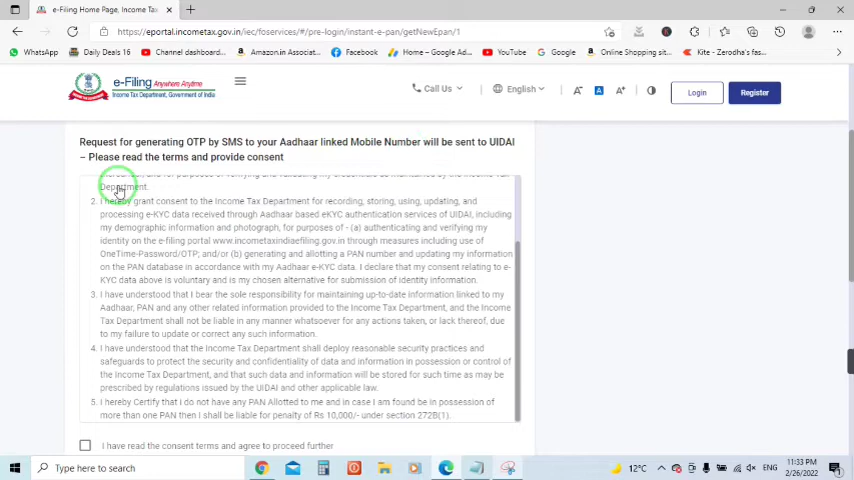 e-Filing Home Page, Income Tax
https://eportal.incometax.gov.in/iec/foservices/#/pre-login/instant-e-pan/getNewEpan/1
WhatsApp
Daily Deals 16
Channel dashboard...
Amazon.in Associat...
Facebook
Home – Google Ad...
YouTube
Google
Online Shopping sit...
Kite - Zerodha's fas...
e-Filing Anywhere Anytime
Income Tax Department, Government of India
Call Us
English
A-
A
A+
Login
Register
Request for generating OTP by SMS to your Aadhaar linked Mobile Number will be sent to UIDAI
– Please read the terms and provide consent
Department.
2. I hereby grant consent to the Income Tax Department for recording, storing, using, updating, and
processing e-KYC data received through Aadhaar based eKYC authentication services of UIDAI, including
my demographic information and photograph, for purposes of - (a) authenticating and verifying my
identity on the e-filing portal www.incometaxindiaefiling.gov.in through measures including use of
OneTime-Password/OTP; and/or (b) generating and allotting a PAN number and updating my information
on the PAN database in accordance with my Aadhaar e-KYC data. I declare that my consent relating to e-
KYC data above is voluntary and is my chosen alternative for submission of identity information.
3. I have understood that I bear the sole responsibility for maintaining up-to-date information linked to my
Aadhaar, PAN and any other related information provided to the Income Tax Department, and the Income
Tax Department shall not be liable in any manner whatsoever for any actions taken, or lack thereof, due
to my failure to update or correct any such information.
4. I have understood that the Income Tax Department shall deploy reasonable security practices and
safeguards to protect the security and confidentiality of data and information in possession or control of
the Income Tax Department, and that such data and information will be stored for such time as may be
prescribed by regulations issued by the UIDAI and other applicable law.
5. I hereby Certify that I do not have any PAN Allotted to me and in case I am found be in possession of
more than one PAN then I shall be liable for penalty of Rs 10,000/- under section 272B(1).
I have read the consent terms and agree to proceed further
Type here to search
12°C
ENG
11:33 PM
2/26/2022